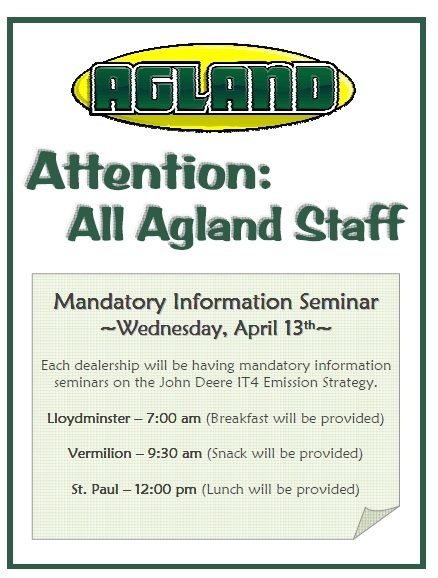 AGLAND
Attention:
All Agland Staff
Mandatory Information Seminar
~Wednesday, April 13th~
Each dealership will be having mandatory information
seminars on the John Deere IT4 Emission Strategy.
Lloydminster – 7:00 am (Breakfast will be provided)
Vermilion – 9:30 am (Snack will be provided)
St. Paul – 12:00 pm (Lunch will be provided)